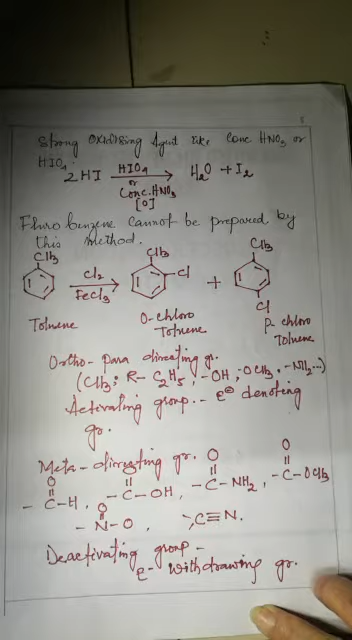 Strong Oxidising Agent like Conc HNO3 or
HIO4.
2HI HIO4 or Conc. HNO3 [O] → H2O + I2
Fluro benzene Cannot be prepared by
this method.
CH3 Cl2 FeCl3 → CH3 Cl + CH3 Cl
Toluene O-chloro Toluene P-chloro Toluene
Ortho-para directing gr.
(CH3; R- C2H5, -OH, -OCH3, -NH2...)
Activating group. - e⊖ denoting
gr.
Meta-directing gr.
-C(=O)-H, -C(=O)-OH, -C(=O)-NH2, -C(=O)-OCH3
-N(=O)-O, -C≡N.
Deactivating group -
e- withdrawing gr.